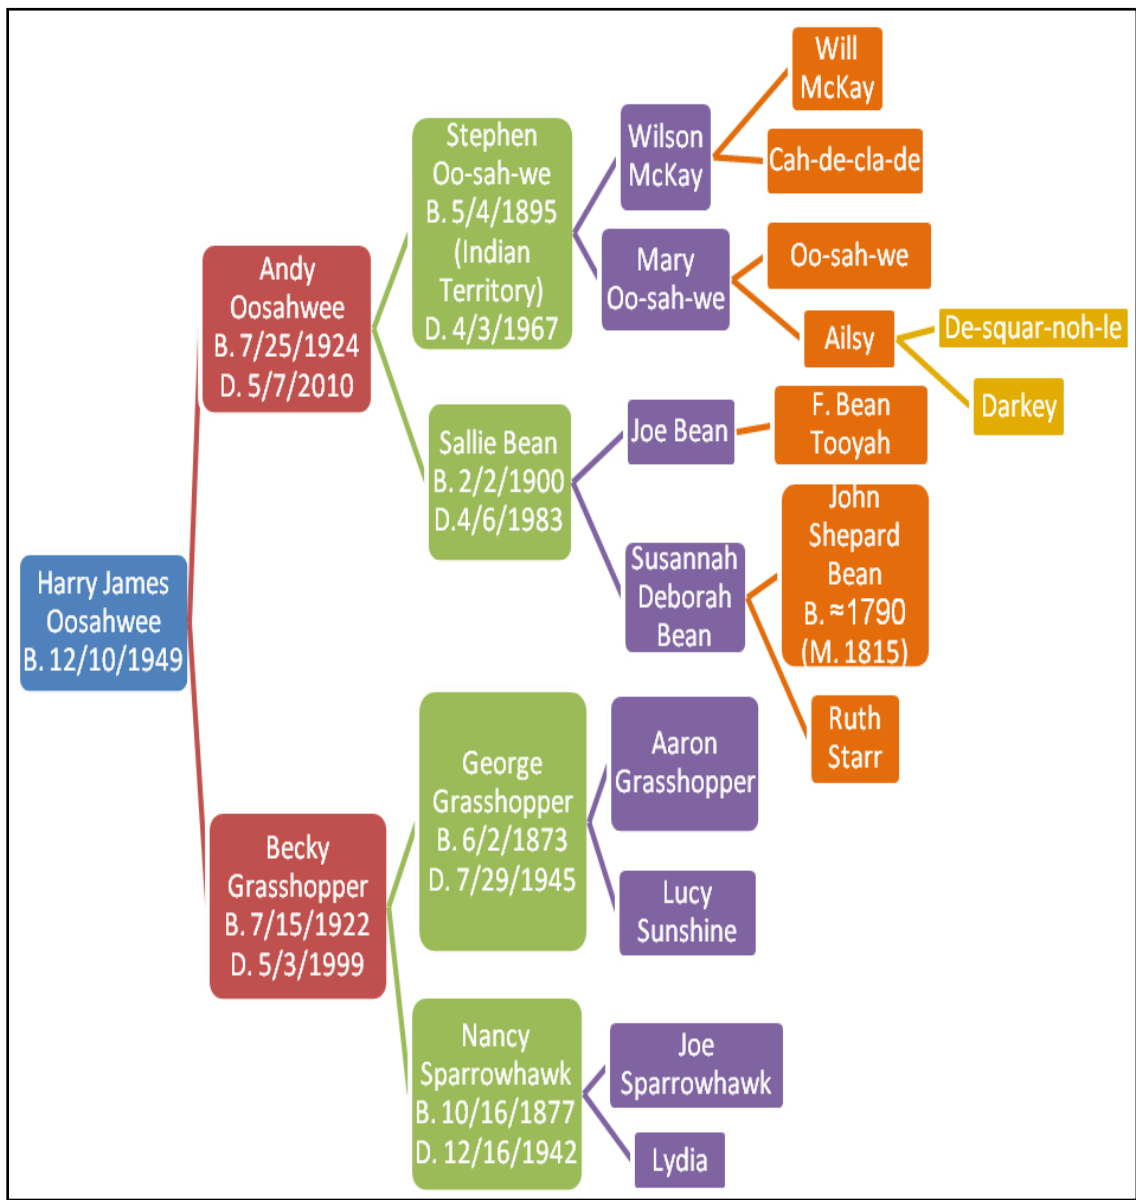 Harry James
Oosahwee
B. 12/10/1949
Andy
Oosahwee
B. 7/25/1924
D. 5/7/2010
Becky
Grasshopper
B. 7/15/1922
D. 5/3/1999
Stephen
Oo-sah-we
B. 5/4/1895
(Indian
Territory)
D. 4/3/1967
Sallie Bean
B. 2/2/1900
D.4/6/1983
George
Grasshopper
B. 6/2/1873
D. 7/29/1945
Nancy
Sparrowhawk
B. 10/16/1877
D. 12/16/1942
Wilson
McKay
Mary
Oo-sah-we
Joe Bean
Susannah
Deborah
Bean
Aaron
Grasshopper
Lucy
Sunshine
Joe
Sparrowhawk
Lydia
Will
McKay
Cah-de-cla-de
Oo-sah-we
Ailsy
F. Bean
Tooyah
John
Shepard
Bean
B. ≈1790
(M. 1815)
Ruth
Starr
De-squar-noh-le
Darkey